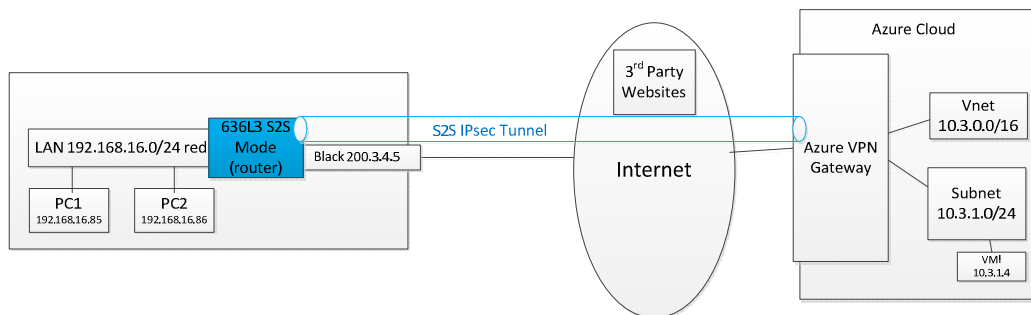 Azure Cloud
3rd Party
Websites
636L3 S2S
Mode
(router)
S2S IPsec Tunnel
LAN 192.168.16.0/24 red
Black 200.3.4.5
Internet
Azure VPN
Gateway
Vnet
10.3.0.0/16
Subnet
10.3.1.0/24
PC1
192.168.16.85
PC2
192.168.16.86
VM!
10.3.1.4